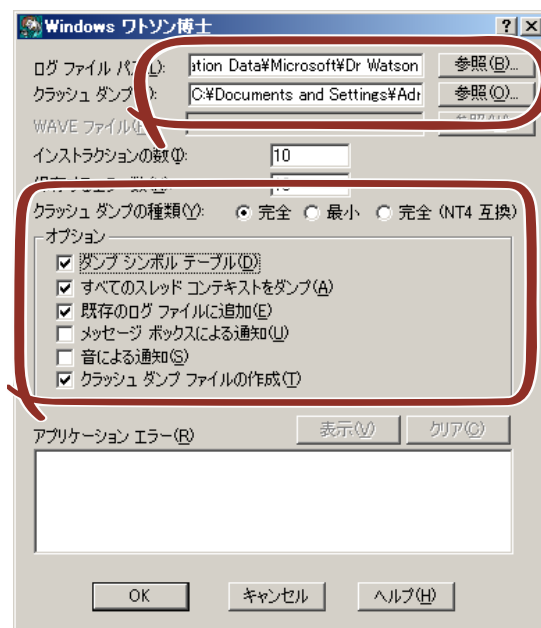 Windows ワトソン博士
ログ ファイル パス(L): ation Data¥Microsoft¥Dr Watson 参照(B)...
クラッシュ ダンプ(P): C:¥Documents and Settings¥Adr 参照(O)...
WAVE ファイル(
インストラクションの数(I): 10
クラッシュ ダンプの種類(Y): 完全 最小 完全 (NT4 互換)
オプション
ダンプ シンボル テーブル(D)
すべてのスレッド コンテキストをダンプ(A)
既存のログ ファイルに追加(E)
メッセージ ボックスによる通知(U)
音による通知(S)
クラッシュ ダンプ ファイルの作成(T)
アプリケーション エラー(R) 表示(V) クリア(C)
OK キャンセル ヘルプ(H)